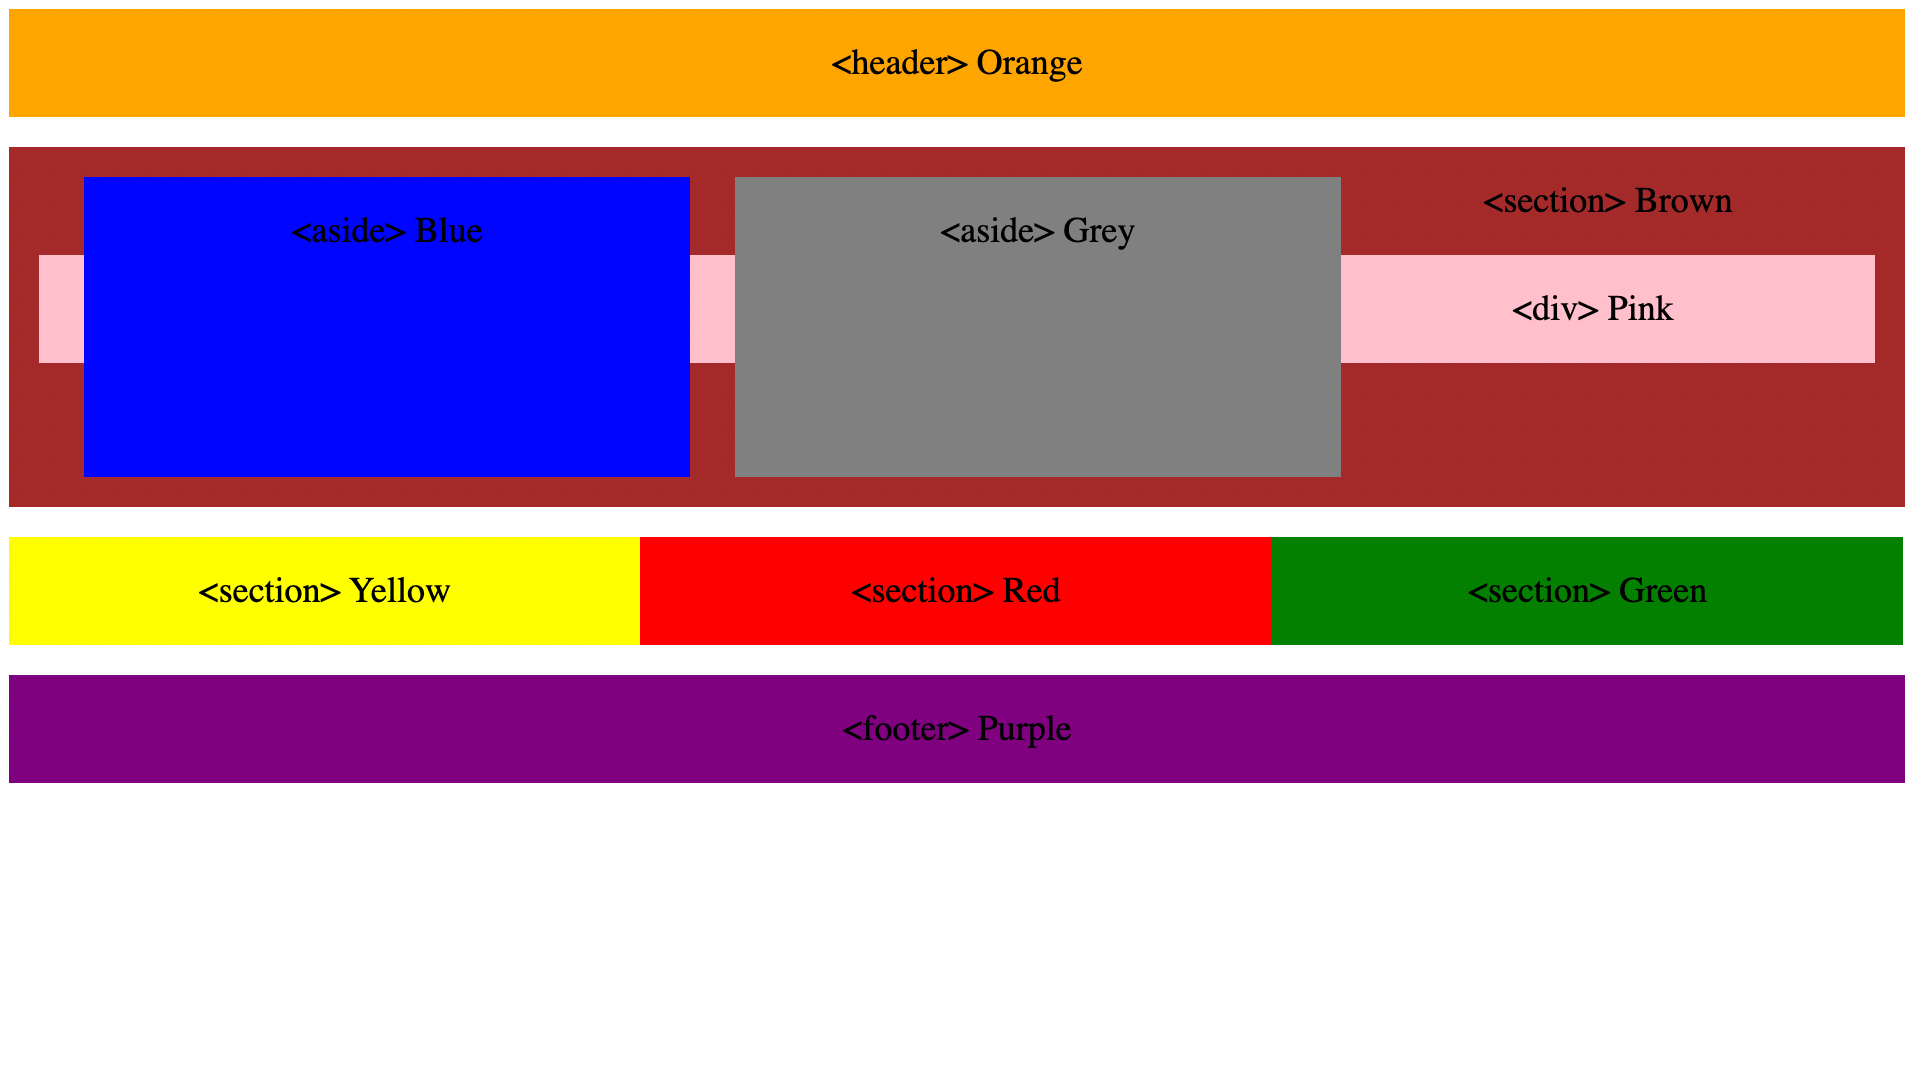 <header> Orange
<aside> Blue
<aside> Grey
<section> Brown
<div> Pink
<section> Yellow
<section> Red
<section> Green
<footer> Purple